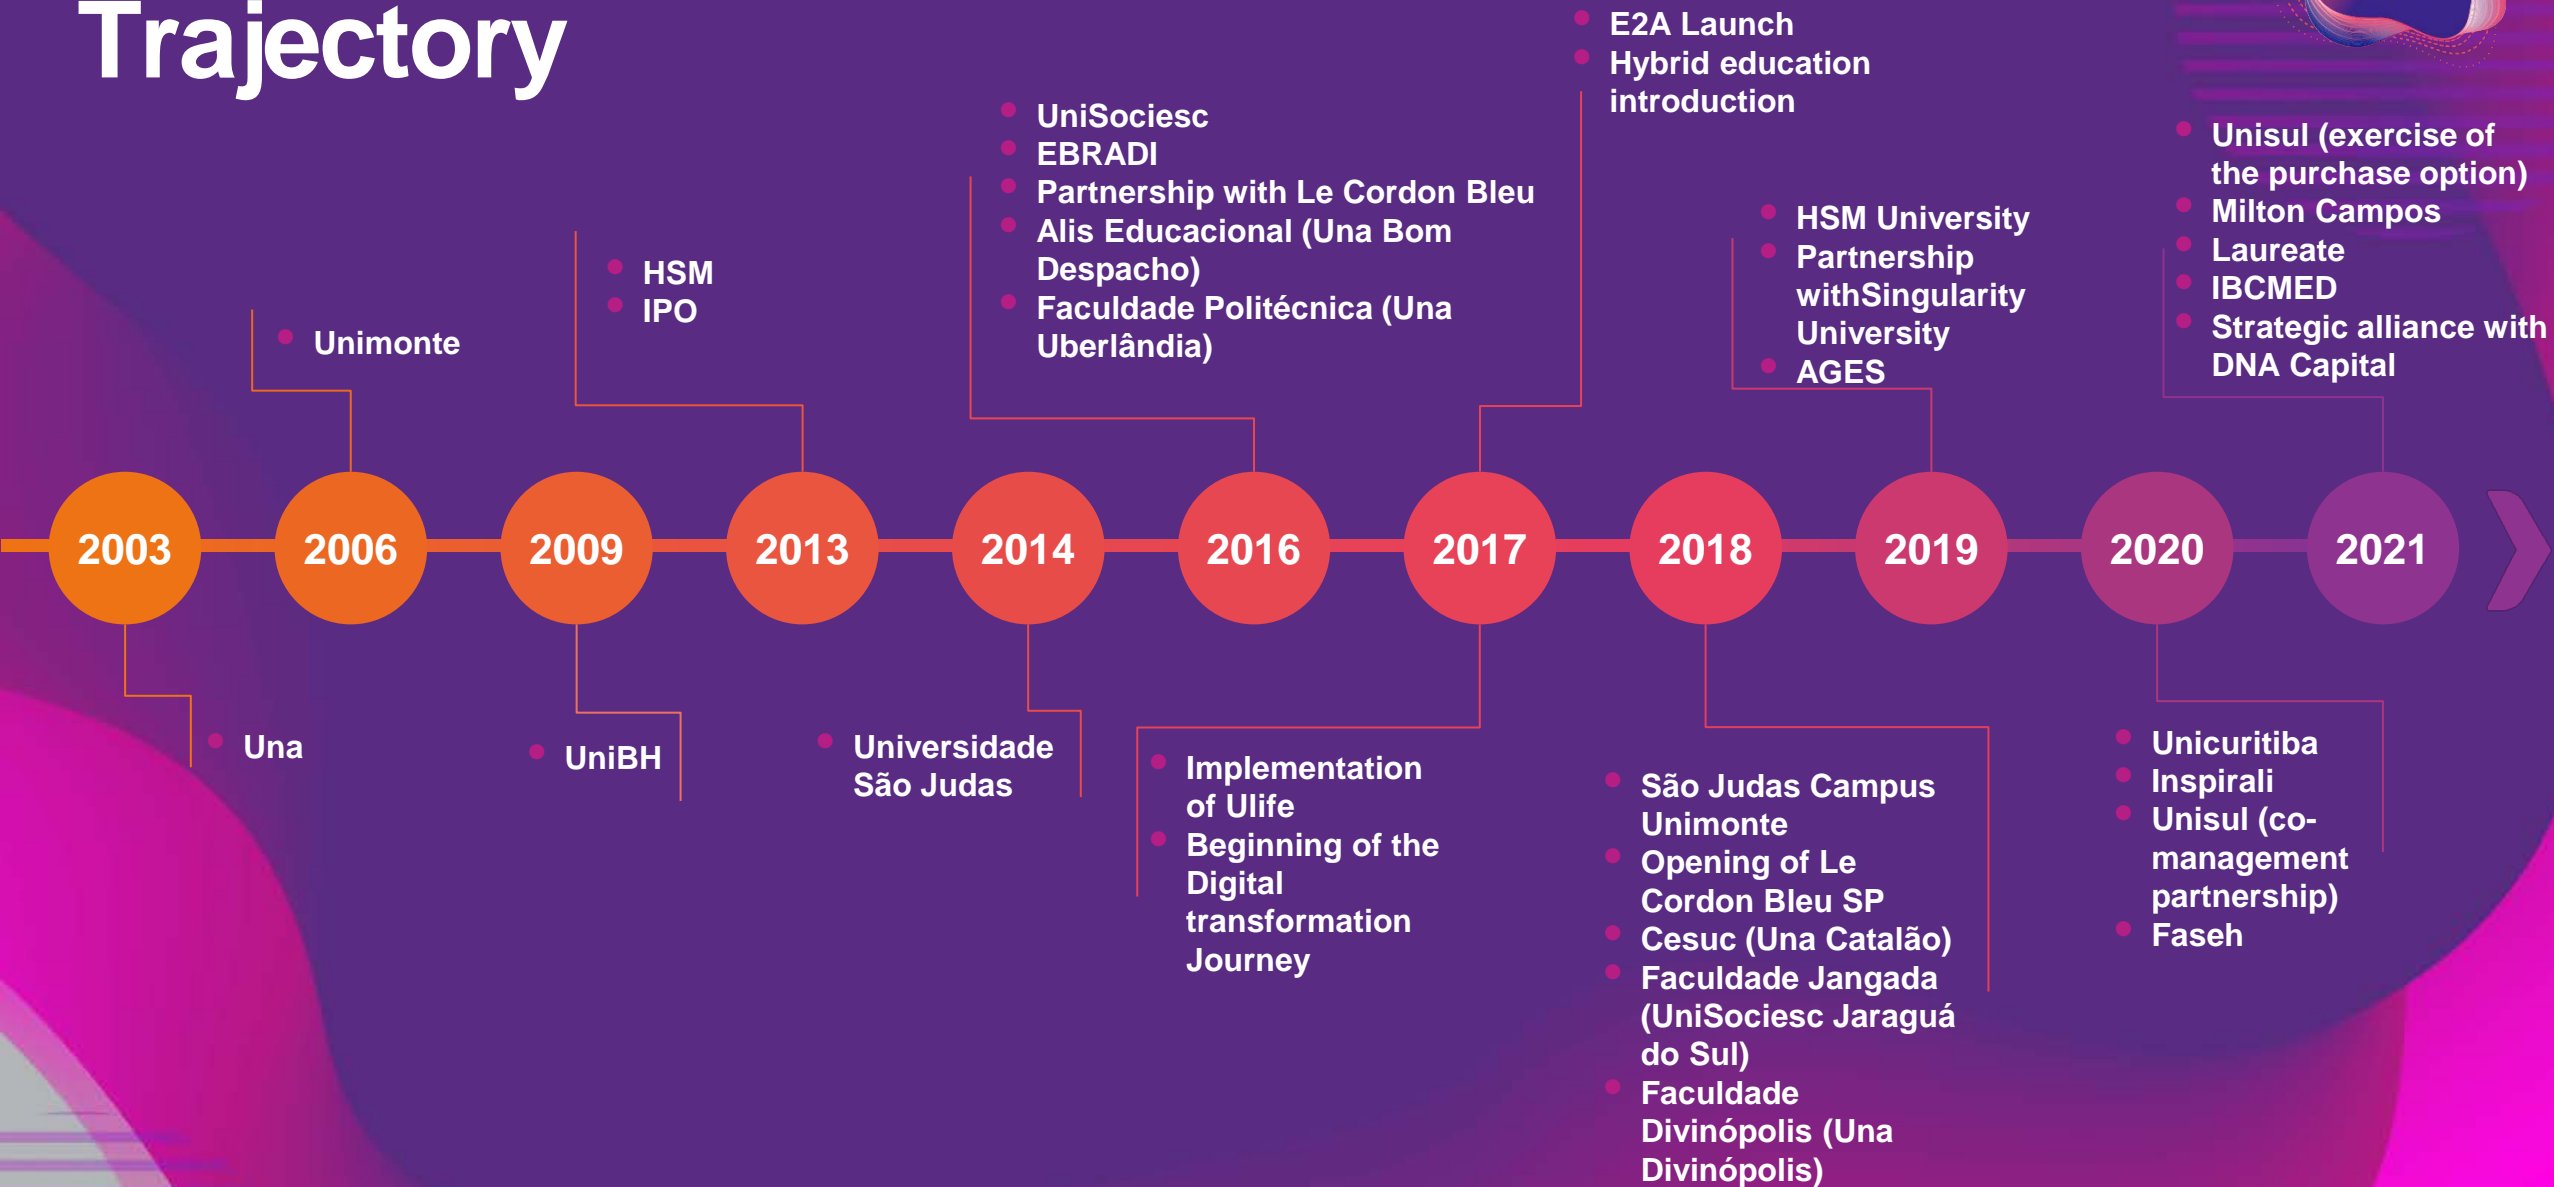 Trajectory
E2A Launch
Hybrid education
introduction
UniSociesc
EBRADI
Partnership with Le Cordon Bleu
Alis Educacional (Una Bom
Despacho)
Faculdade Politécnica (Una
Uberlândia)
Unisul (exercise of
the purchase option)
Milton Campos
Laureate
IBCMED
Strategic alliance with
DNA Capital
HSM University
Partnership
withSingularity
University
AGES
HSM
IPO
Unimonte
2003
2006
2009
2013
2014
2016
2017
2018
2019
2020
2021
Una
UniBH
Universidade
São Judas
Implementation
of Ulife
Beginning of the
Digital
transformation
Journey
São Judas Campus
Unimonte
Opening of Le
Cordon Bleu SP
Cesuc (Una Catalão)
Faculdade Jangada
(UniSociesc Jaraguá
do Sul)
Faculdade
Divinópolis (Una
Divinópolis)
Unicuritiba
Inspirali
Unisul (co-
management
partnership)
Faseh